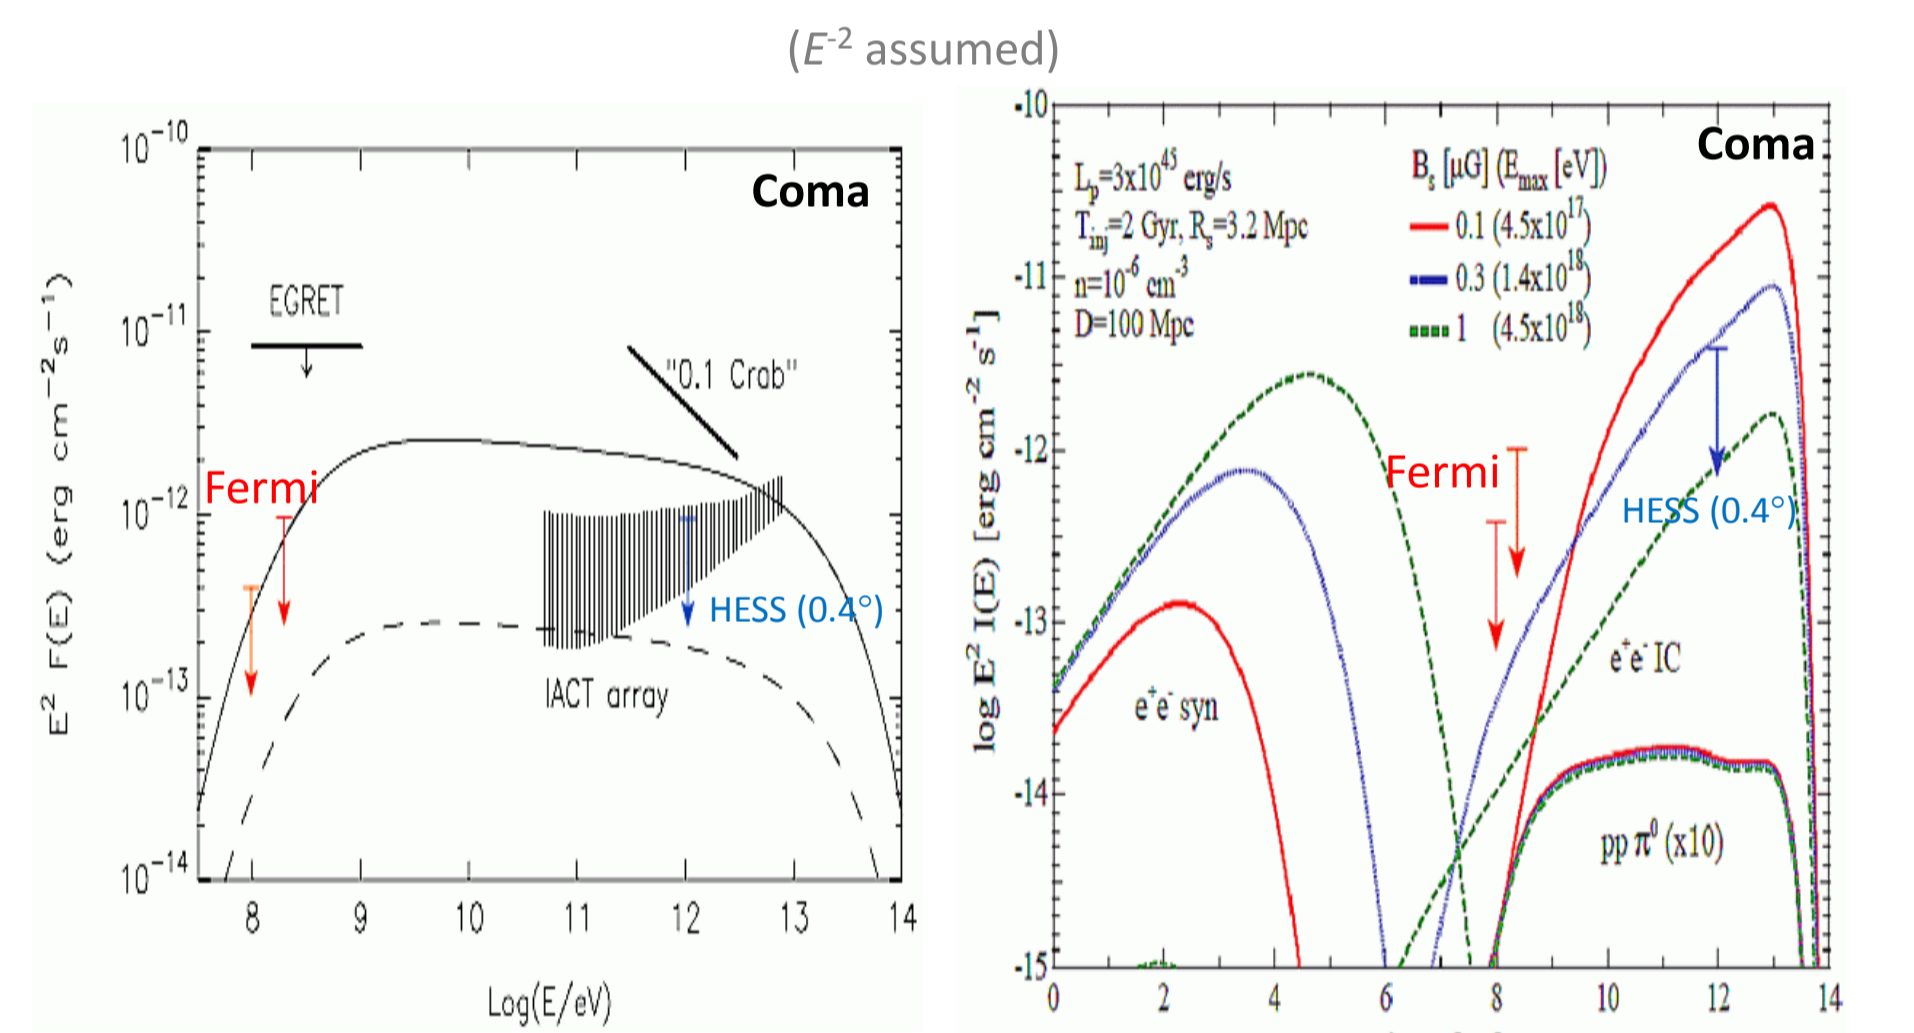 (E-2 assumed)
10−10
10−11
10−12
10−13
10−14
E2 F(E) (erg cm−2s−1)
Coma
EGRET
"0.1 Crab"
Fermi
HESS (0.4°)
IACT array
8 9 10 11 12 13 14
Log(E/eV)
-10
-11
-12
-13
-14
-15
log E2 I(E) [erg cm-2 s-1]
Coma
Lp=3x1045 erg/s
Tinj=2 Gyr, Rs=3.2 Mpc
n=10-6 cm-3
D=100 Mpc
Bs [μG] (Emax [eV])
0.1 (4.5x1017)
0.3 (1.4x1018)
1 (4.5x1018)
Fermi
HESS (0.4°)
e+e- IC
e+e- syn
pp π0 (x10)
0 2 4 6 8 10 12 14